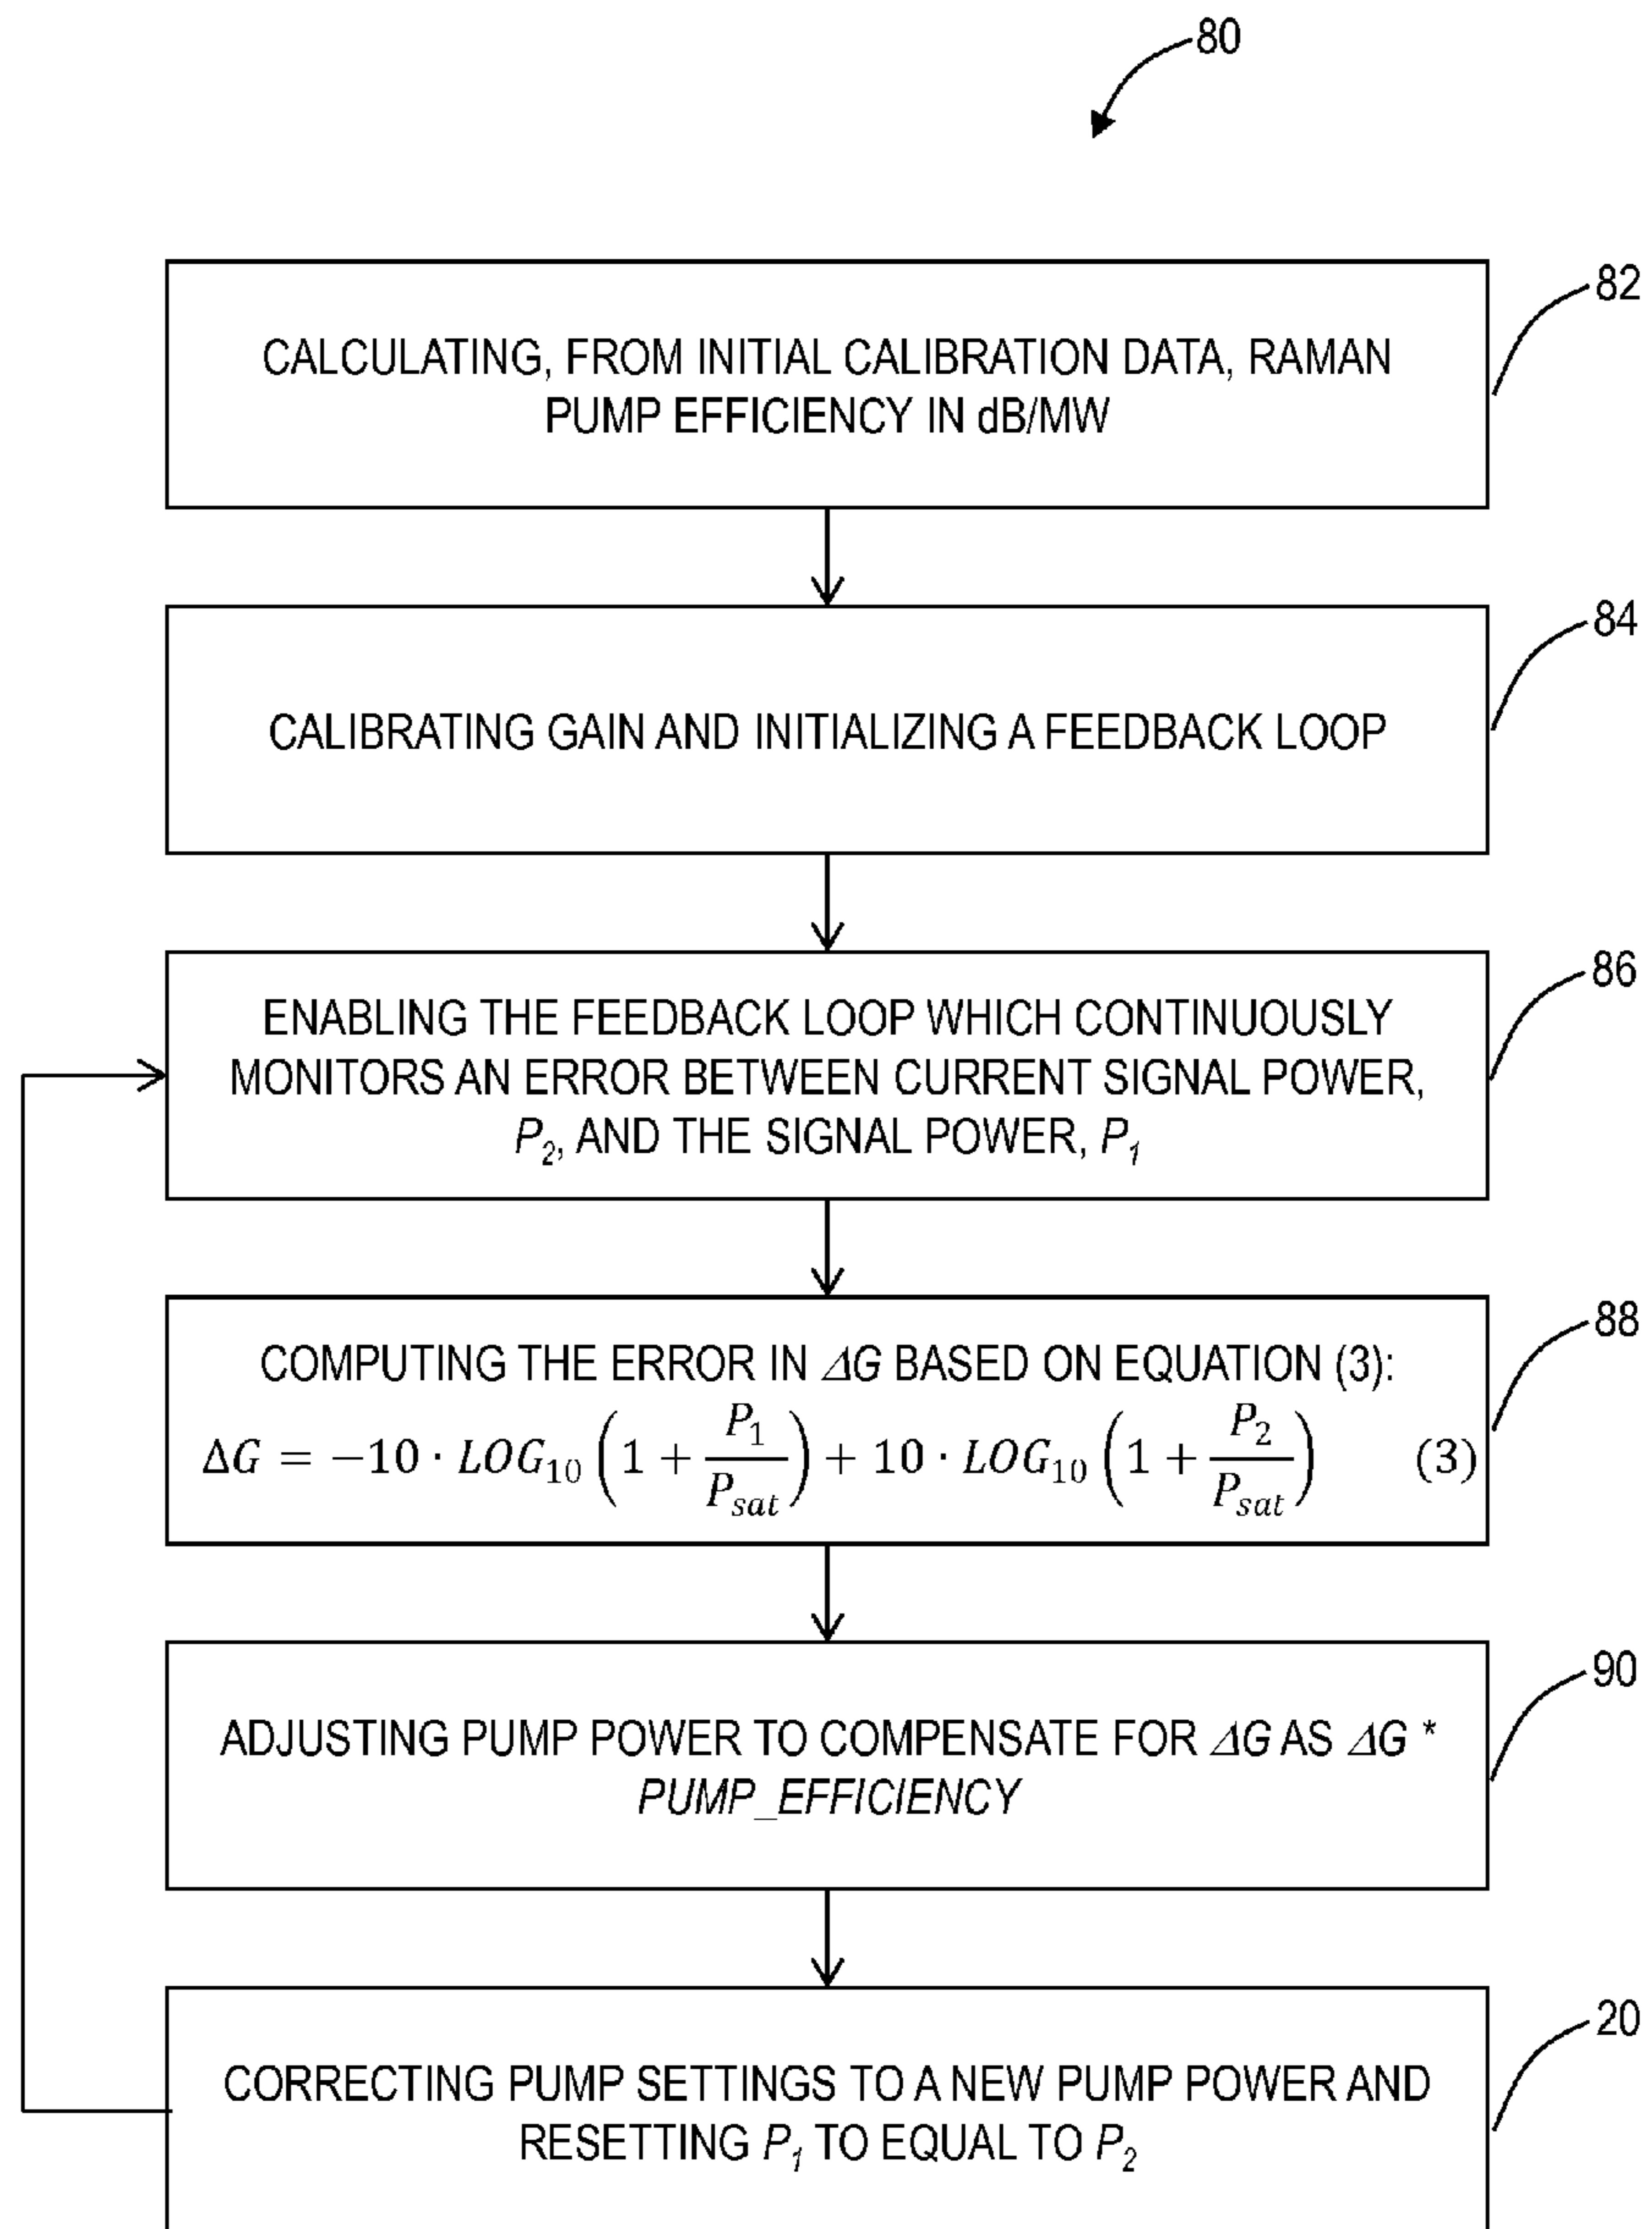 80
82
CALCULATING, FROM INITIAL CALIBRATION DATA, RAMAN
PUMP EFFICIENCY IN dB/MW
84
CALIBRATING GAIN AND INITIALIZING A FEEDBACK LOOP
86
ENABLING THE FEEDBACK LOOP WHICH CONTINUOUSLY
MONITORS AN ERROR BETWEEN CURRENT SIGNAL POWER,
P₂, AND THE SIGNAL POWER, P₁
88
COMPUTING THE ERROR IN ΔG BASED ON EQUATION (3):
ΔG = −10 · LOG₁₀ (1 + P₁/Pₛₐₜ) + 10 · LOG₁₀ (1 + P₂/Pₛₐₜ) (3)
90
ADJUSTING PUMP POWER TO COMPENSATE FOR ΔG AS ΔG *
PUMP_EFFICIENCY
20
CORRECTING PUMP SETTINGS TO A NEW PUMP POWER AND
RESETTING P₁ TO EQUAL TO P₂